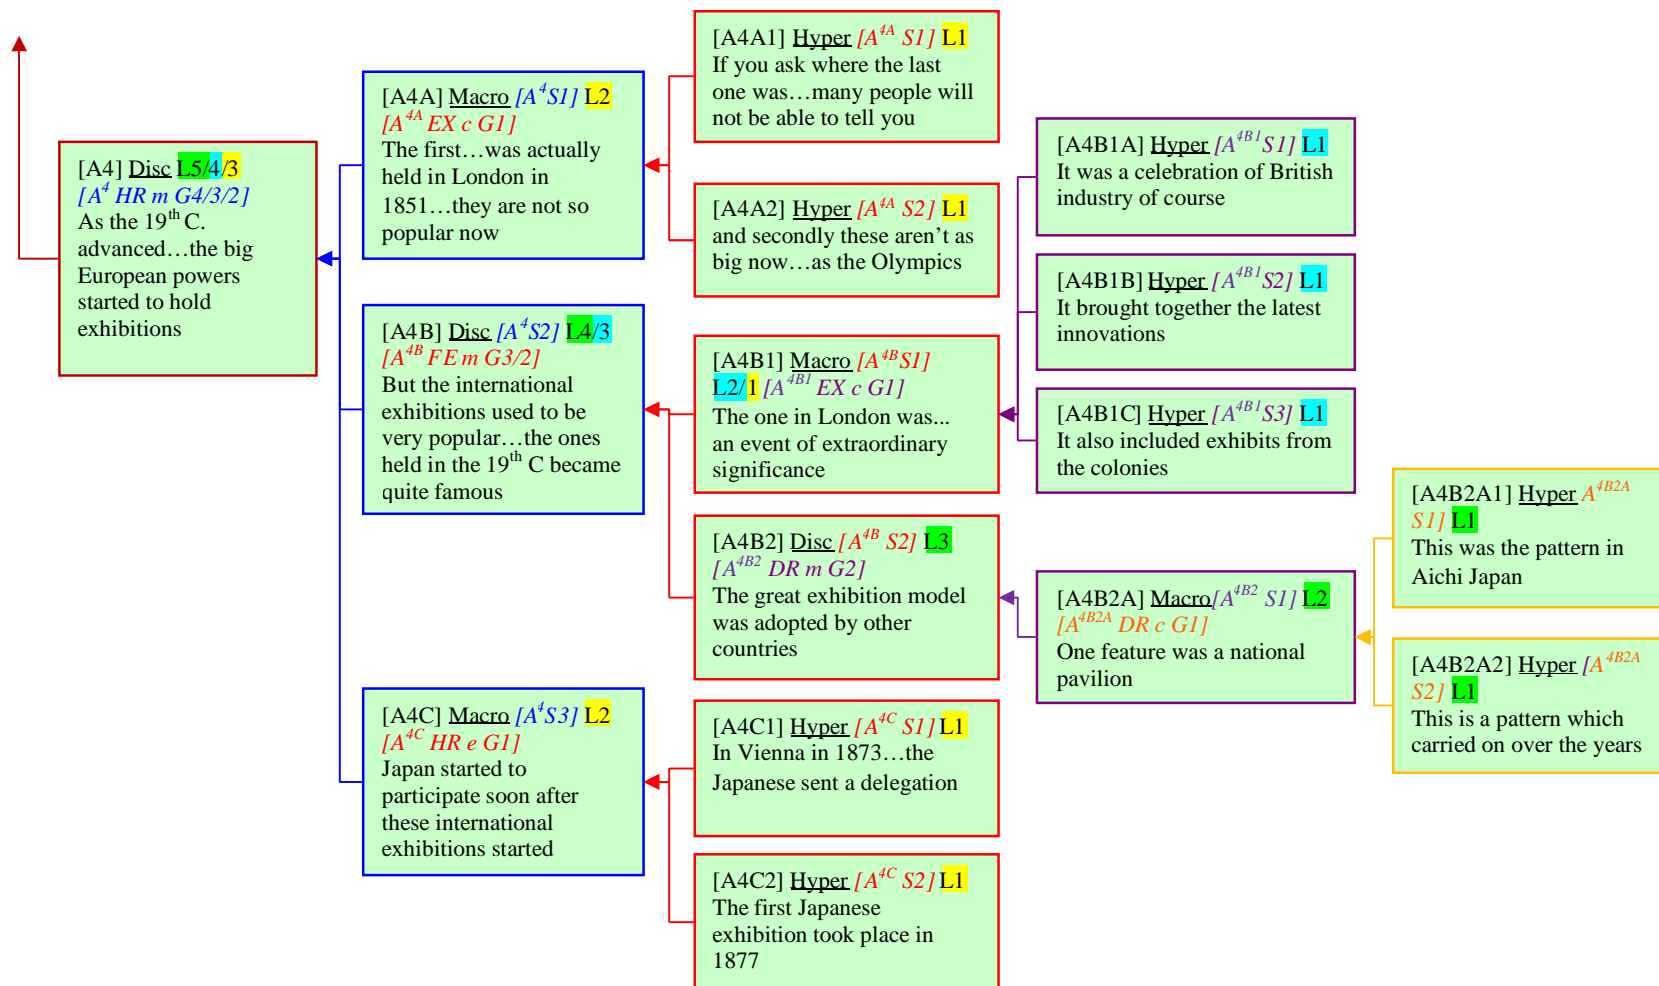 [A4] Disc L5/4/3
[A⁴ HR m G4/3/2]
As the 19th C.
advanced…the big
European powers
started to hold
exhibitions
[A4A] Macro [A⁴S1] L2
[A⁴ᴬ EX c G1]
The first…was actually
held in London in
1851…they are not so
popular now
[A4B] Disc [A⁴S2] L4/3
[A⁴ᴮ FE m G3/2]
But the international
exhibitions used to be
very popular…the ones
held in the 19th C became
quite famous
[A4C] Macro [A⁴S3] L2
[A⁴ᶜ HR e G1]
Japan started to
participate soon after
these international
exhibitions started
[A4A1] Hyper [A⁴ᴬ S1] L1
If you ask where the last
one was…many people will
not be able to tell you
[A4A2] Hyper [A⁴ᴬ S2] L1
and secondly these aren't as
big now…as the Olympics
[A4B1] Macro [A⁴ᴮS1]
L2/1 [A⁴ᴮ¹ EX c G1]
The one in London was...
an event of extraordinary
significance
[A4B2] Disc [A⁴ᴮ S2] L3
[A⁴ᴮ² DR m G2]
The great exhibition model
was adopted by other
countries
[A4C1] Hyper [A⁴ᶜ S1] L1
In Vienna in 1873…the
Japanese sent a delegation
[A4C2] Hyper [A⁴ᶜ S2] L1
The first Japanese
exhibition took place in
1877
[A4B1A] Hyper [A⁴ᴮ¹S1] L1
It was a celebration of British
industry of course
[A4B1B] Hyper [A⁴ᴮ¹S2] L1
It brought together the latest
innovations
[A4B1C] Hyper [A⁴ᴮ¹S3] L1
It also included exhibits from
the colonies
[A4B2A] Macro[A⁴ᴮ² S1] L2
[A⁴ᴮ²ᴬ DR c G1]
One feature was a national
pavilion
[A4B2A1] Hyper A⁴ᴮ²ᴬ
S1] L1
This was the pattern in
Aichi Japan
[A4B2A2] Hyper [A⁴ᴮ²ᴬ
S2] L1
This is a pattern which
carried on over the years